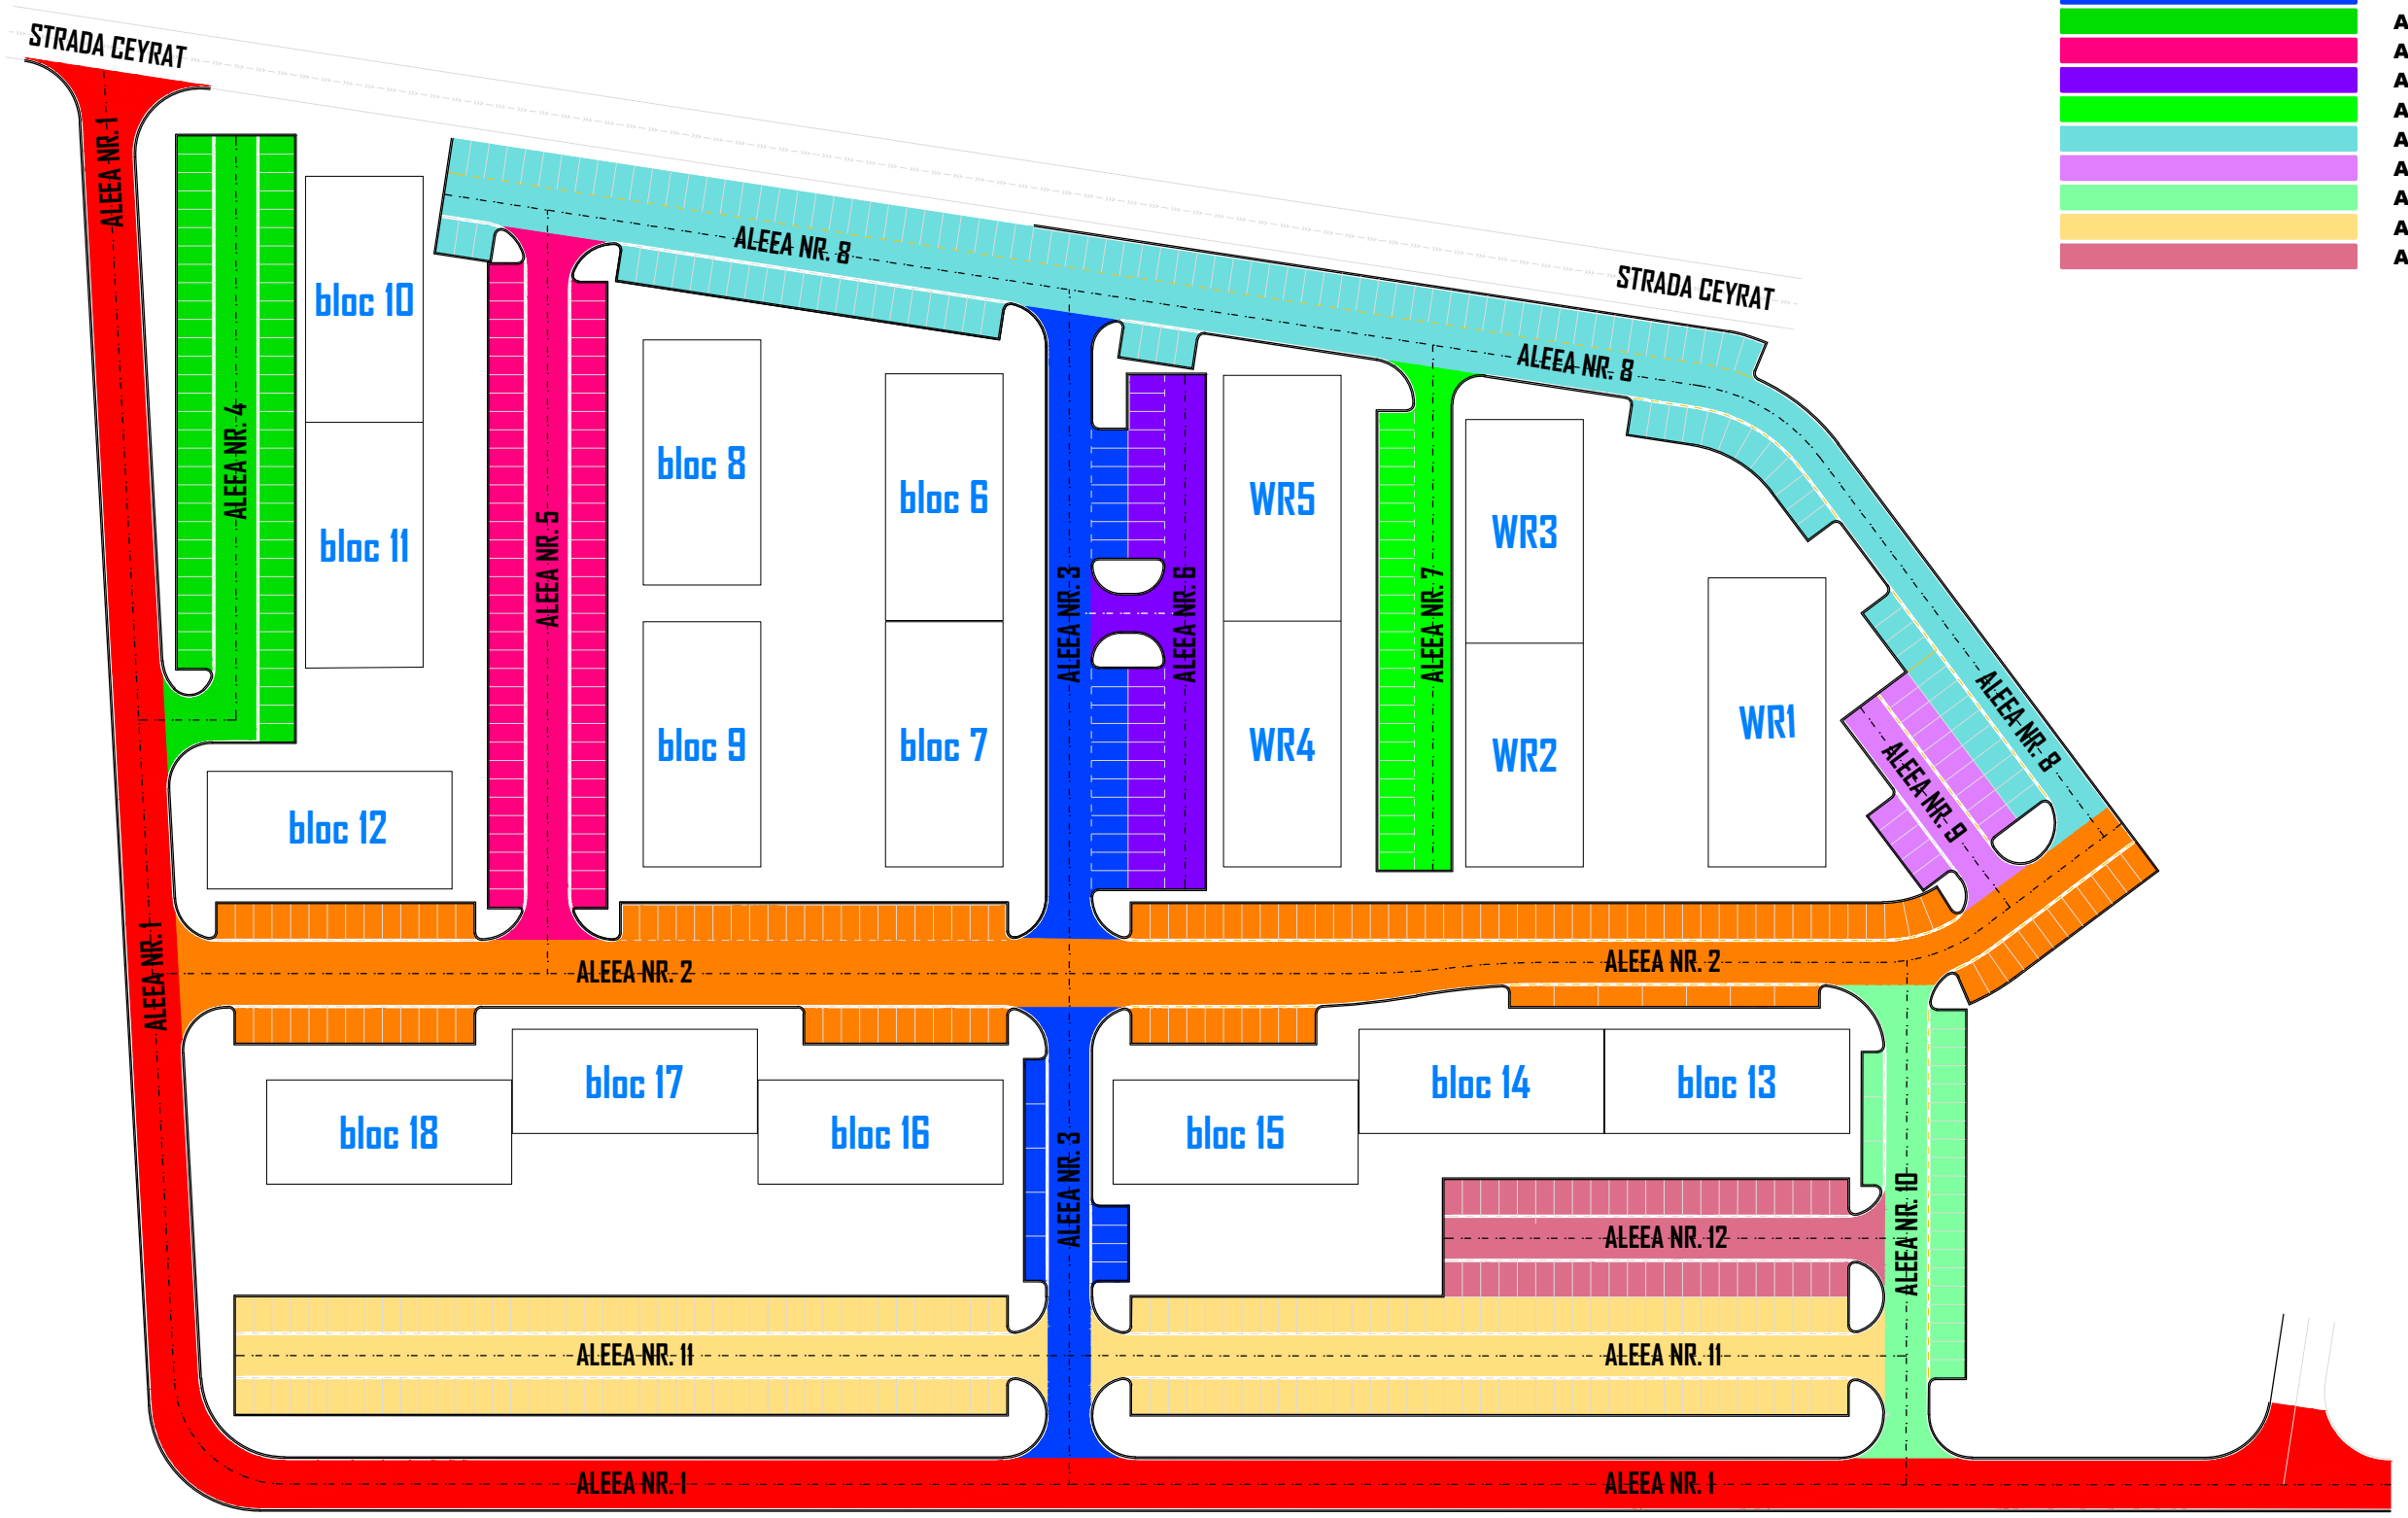 STRADA CEYRAT
A
A
A
A
A
A
A
A
A
ALEEA NR. 1
ALEEA NR. 8
STRADA CEYRAT
bloc 10
ALEEA NR. 8
ALEEA NR. 4
bloc 8
bloc 6
WR5
WR3
bloc 11
ALEEA NR. 5
ALEEA NR. 3
ALEEA NR. 6
ALEEA NR. 7
bloc 9
bloc 7
WR4
WR2
WR1
ALEEA NR. 8
ALEEA NR. 9
bloc 12
ALEEA NR. 1
ALEEA NR. 2
ALEEA NR. 2
bloc 17
bloc 14
bloc 13
bloc 18
bloc 16
bloc 15
ALEEA NR. 3
ALEEA NR. 12
ALEEA NR. 10
ALEEA NR. 11
ALEEA NR. 11
ALEEA NR. 1
ALEEA NR. 1